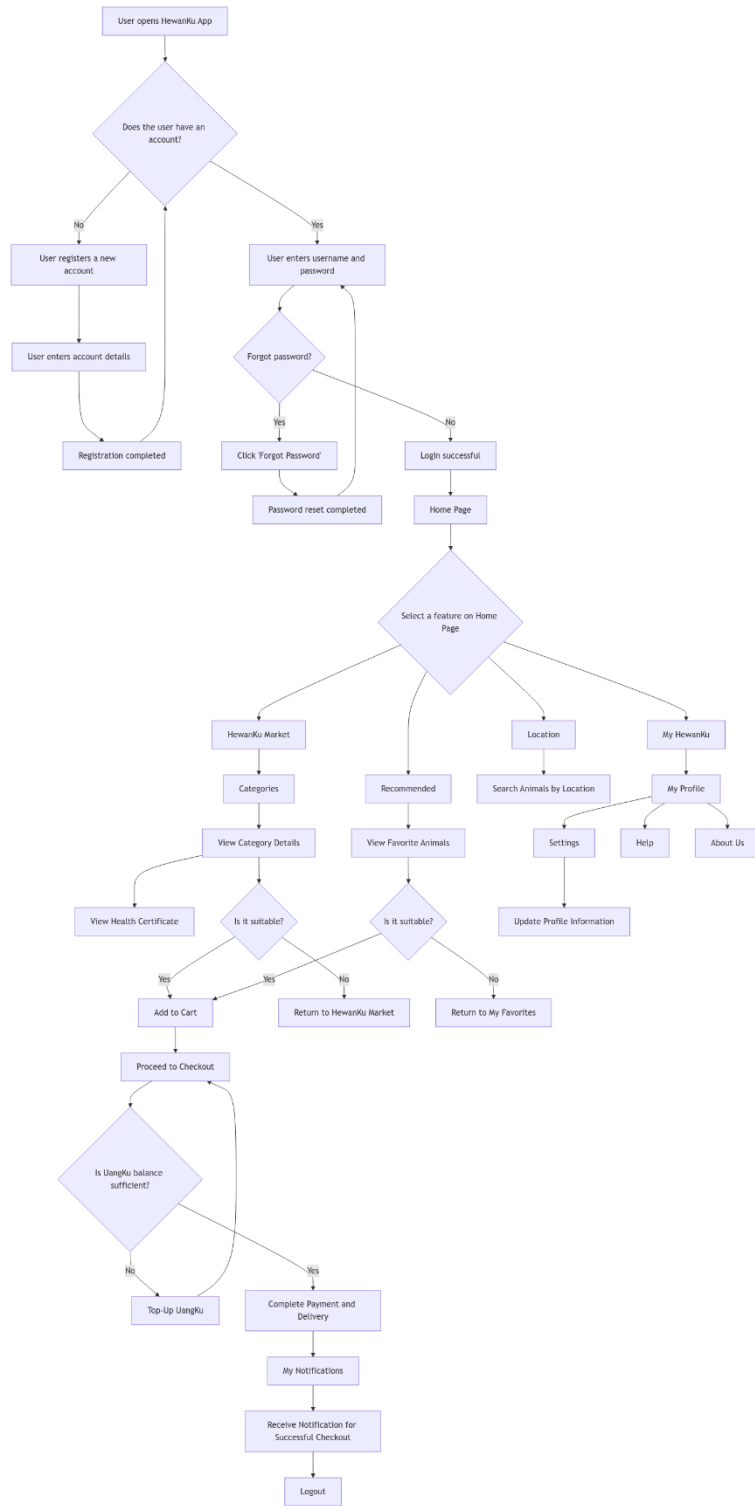 User opens HewanKu App
Does the user have an
account?
No
Yes
User registers a new
account
User enters username and
password
User enters account details
Forgot password?
Yes
No
Registration completed
Click 'Forgot Password'
Login successful
Password reset completed
Home Page
Select a feature on Home
Page
HewanKu Market
Location
My HewanKu
Categories
Recommended
Search Animals by Location
My Profile
View Category Details
View Favorite Animals
Settings
Help
About Us
View Health Certificate
Is it suitable?
Is it suitable?
Update Profile Information
Yes
No
Yes
No
Add to Cart
Return to HewanKu Market
Return to My Favorites
Proceed to Checkout
Is UangKu balance
sufficient?
No
Yes
Top-Up UangKu
Complete Payment and
Delivery
My Notifications
Receive Notification for
Successful Checkout
Logout